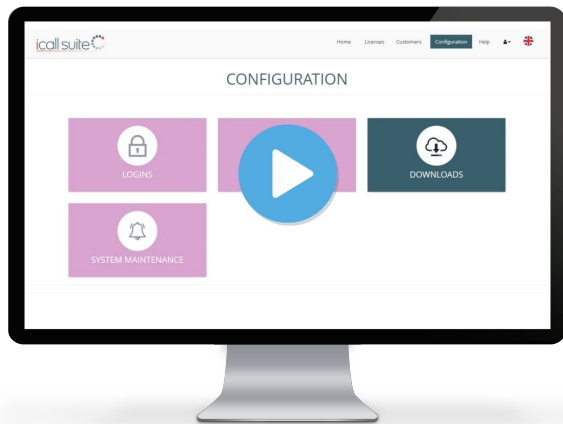 icall suite
Home Licenses Customers Configuration Help
CONFIGURATION
LOGINS
DOWNLOADS
SYSTEM MAINTENANCE